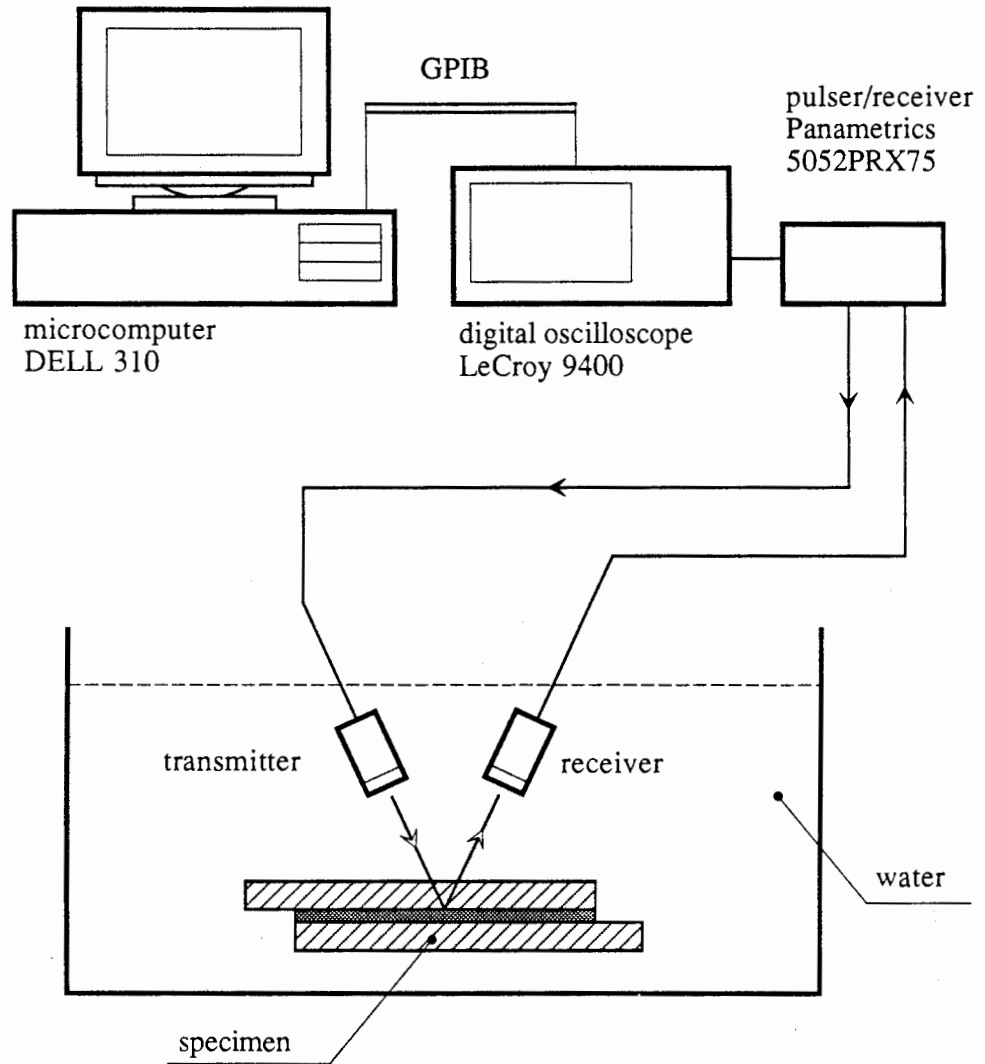 GPIB
pulser/receiver
Panametrics
5052PRX75
microcomputer
DELL 310
digital oscilloscope
LeCroy 9400
transmitter
receiver
water
specimen